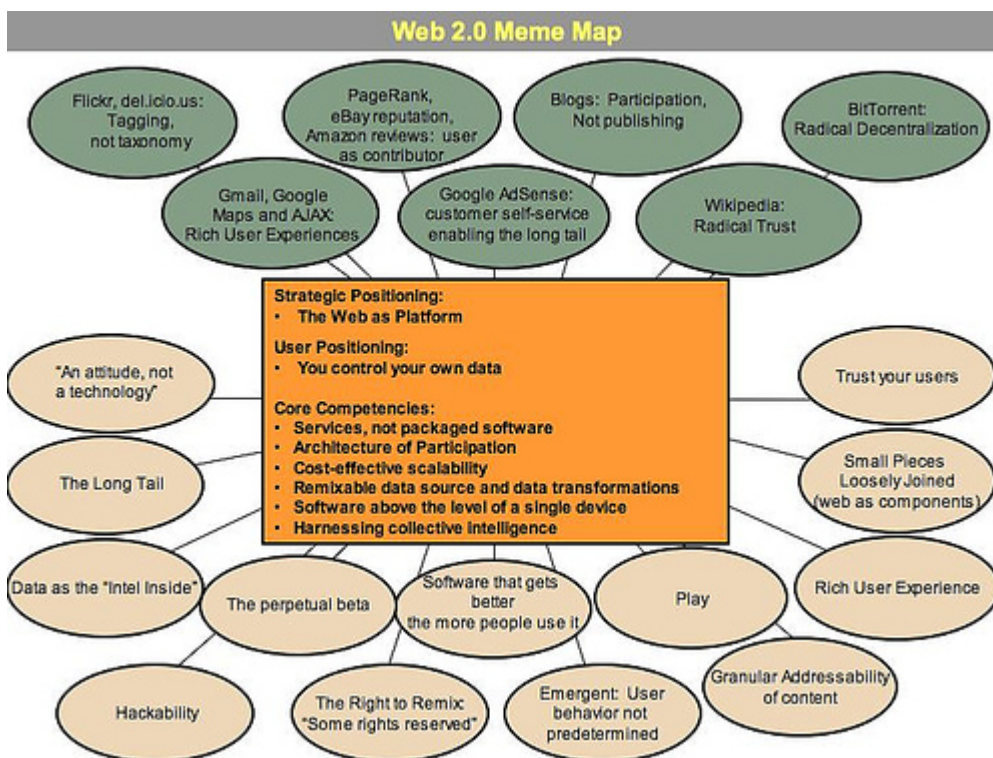 Web 2.0 Meme Map
Flickr, del.icio.us:
Tagging,
not taxonomy
PageRank,
eBay reputation,
Amazon reviews: user
as contributor
Blogs: Participation,
Not publishing
BitTorrent:
Radical Decentralization
Gmail, Google
Maps and AJAX:
Rich User Experiences
Google AdSense:
customer self-service
enabling the long tail
Wikipedia:
Radical Trust
Strategic Positioning:
• The Web as Platform
User Positioning:
• You control your own data
Core Competencies:
• Services, not packaged software
• Architecture of Participation
• Cost-effective scalability
• Remixable data source and data transformations
• Software above the level of a single device
• Harnessing collective intelligence
"An attitude, not
a technology"
Trust your users
The Long Tail
Small Pieces
Loosely Joined
(web as components)
Data as the "Intel Inside"
The perpetual beta
Software that gets
better
the more people use it
Play
Rich User Experience
Hackability
The Right to Remix:
"Some rights reserved"
Emergent: User
behavior not
predetermined
Granular Addressability
of content